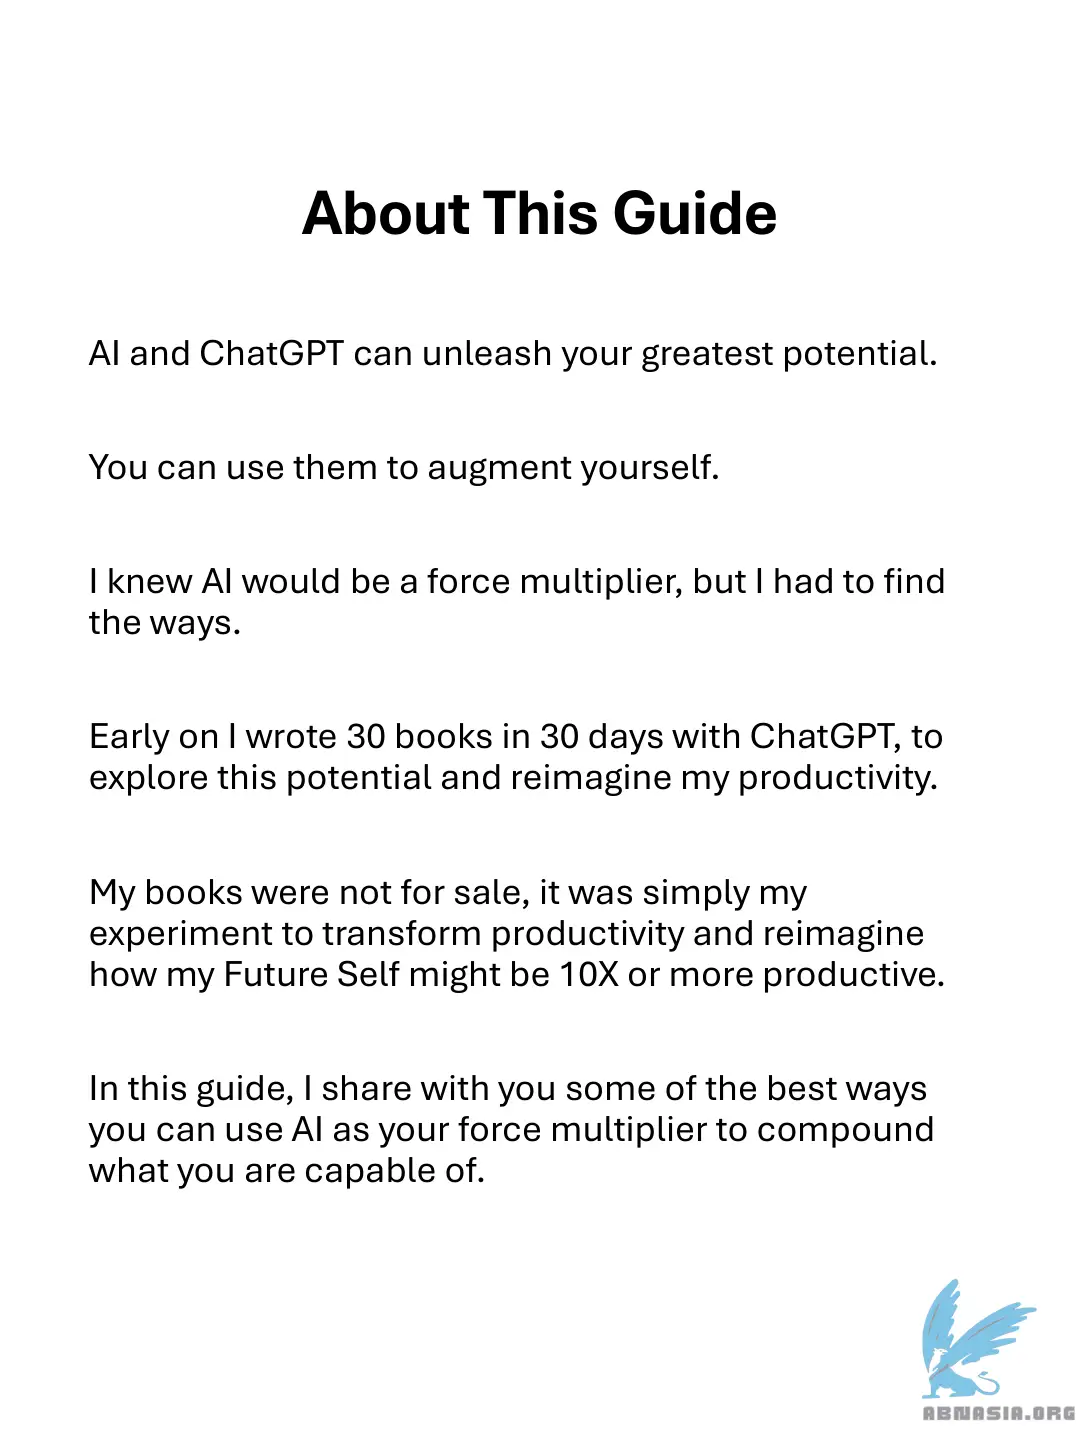 About This Guide
AI and ChatGPT can unleash your greatest potential.
You can use them to augment yourself.
I knew AI would be a force multiplier, but I had to find
the ways.
Early on I wrote 30 books in 30 days with ChatGPT, to
explore this potential and reimagine my productivity.
My books were not for sale, it was simply my
experiment to transform productivity and reimagine
how my Future Self might be 10X or more productive.
In this guide, I share with you some of the best ways
you can use AI as your force multiplier to compound
what you are capable of.
ABNASIA.ORG